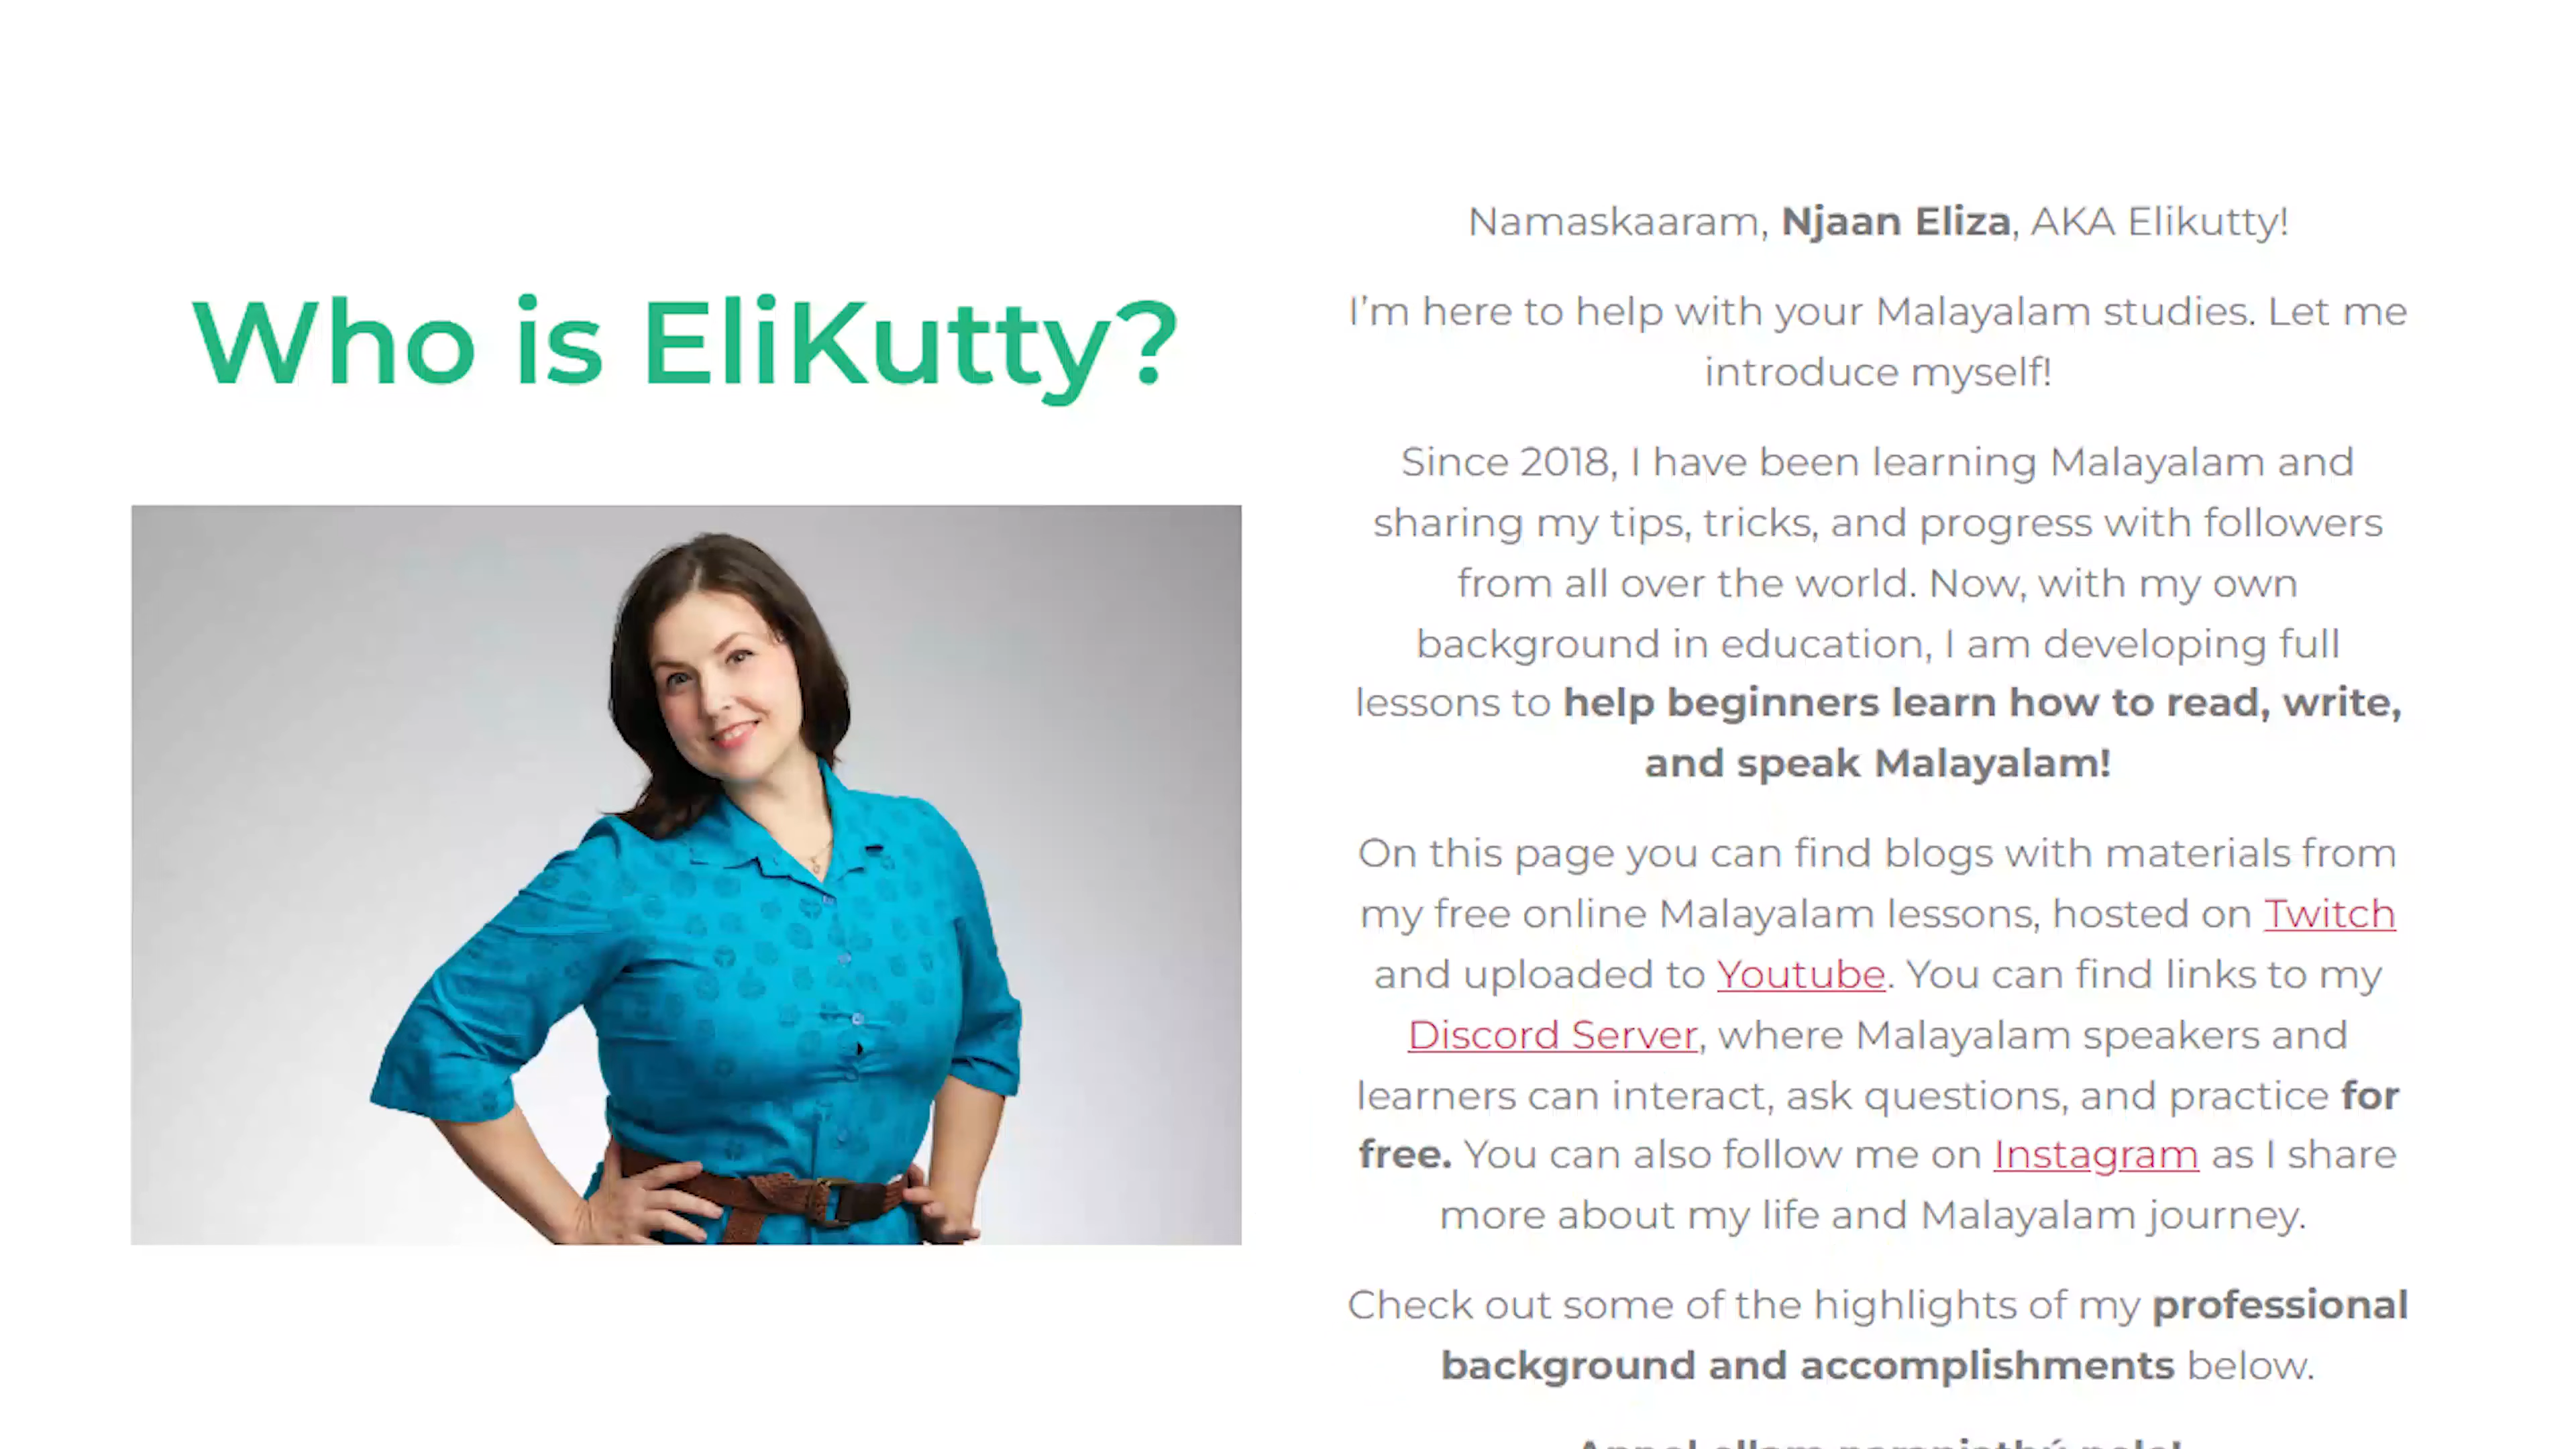 Who is EliKutty?
Namaskaaram, Njaan Eliza, AKA Elikutty!
I'm here to help with your Malayalam studies. Let me
introduce myself!
Since 2018, I have been learning Malayalam and
sharing my tips, tricks, and progress with followers
from all over the world. Now, with my own
background in education, I am developing full
lessons to help beginners learn how to read, write,
and speak Malayalam!
On this page you can find blogs with materials from
my free online Malayalam lessons, hosted on Twitch
and uploaded to Youtube. You can find links to my
Discord Server, where Malayalam speakers and
learners can interact, ask questions, and practice for
free. You can also follow me on Instagram as I share
more about my life and Malayalam journey.
Check out some of the highlights of my professional
background and accomplishments below.